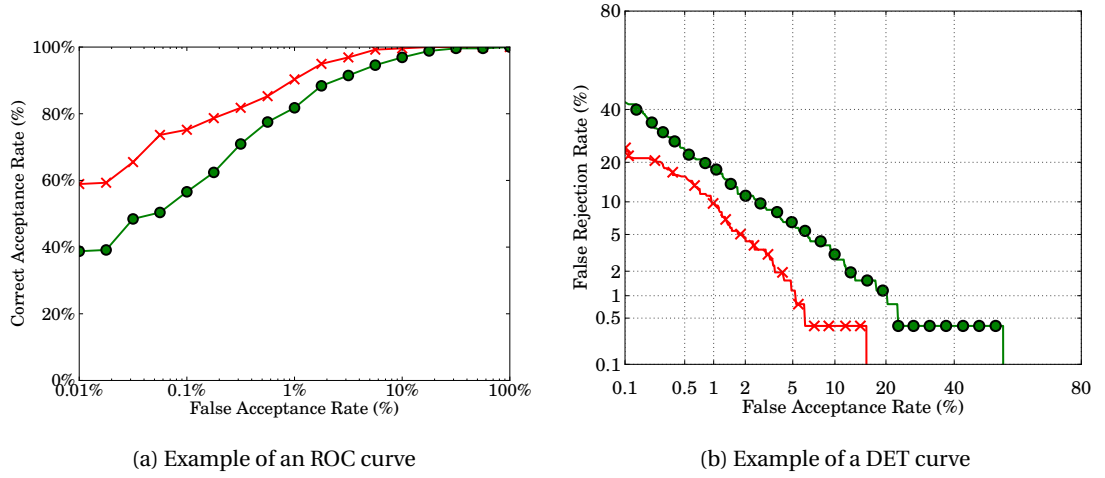 100%
80%
60%
40%
20%
0%
Correct Acceptance Rate (%)
0.01% 0.1% 1% 10% 100%
False Acceptance Rate (%)
(a) Example of an ROC curve
80
40
20
10
5
2
1
0.5
0.1
False Rejection Rate (%)
0.1 0.5 1 2 5 10 20 40 80
False Acceptance Rate (%)
(b) Example of a DET curve